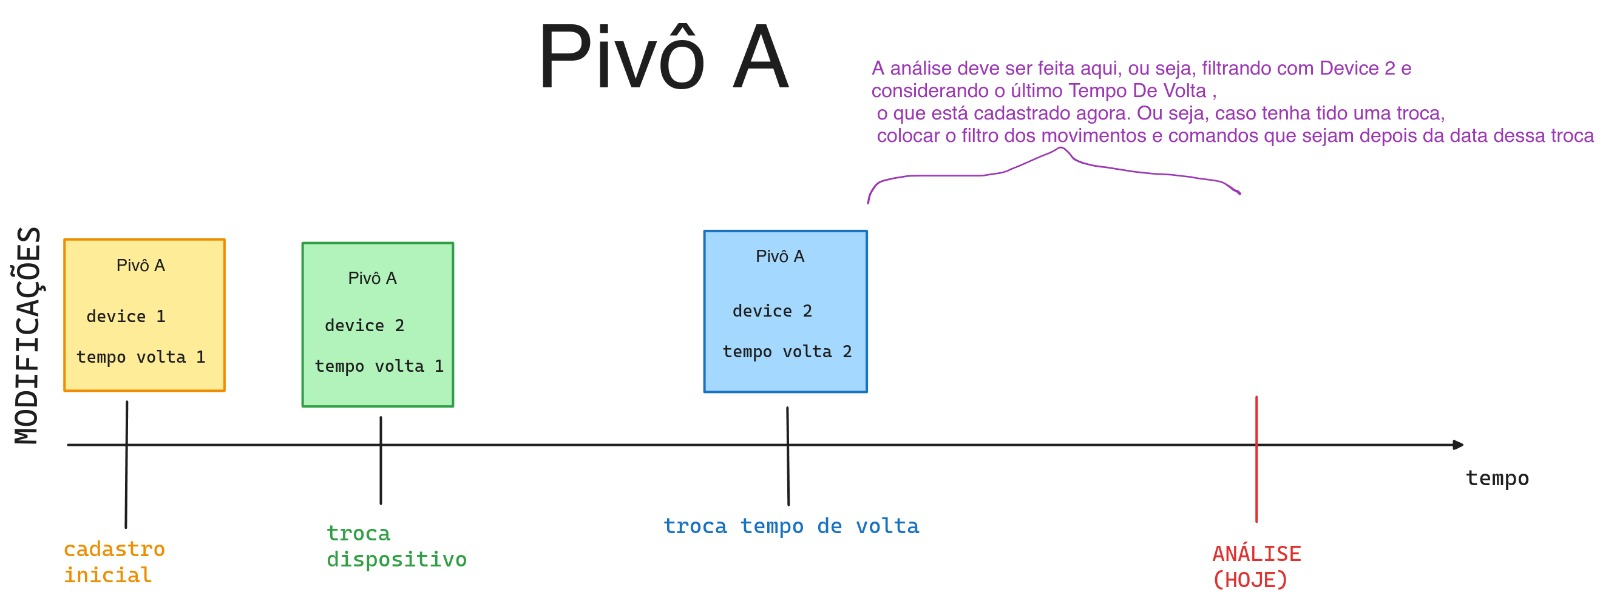 Pivô A
A análise deve ser feita aqui, ou seja, filtrando com Device 2 e
considerando o último Tempo De Volta ,
o que está cadastrado agora. Ou seja, caso tenha tido uma troca,
colocar o filtro dos movimentos e comandos que sejam depois da data dessa troca
MODIFICAÇÕES
Pivô A
device 1
tempo volta 1
Pivô A
device 2
tempo volta 1
Pivô A
device 2
tempo volta 2
tempo
cadastro
inicial
troca
dispositivo
troca tempo de volta
ANÁLISE
(HOJE)